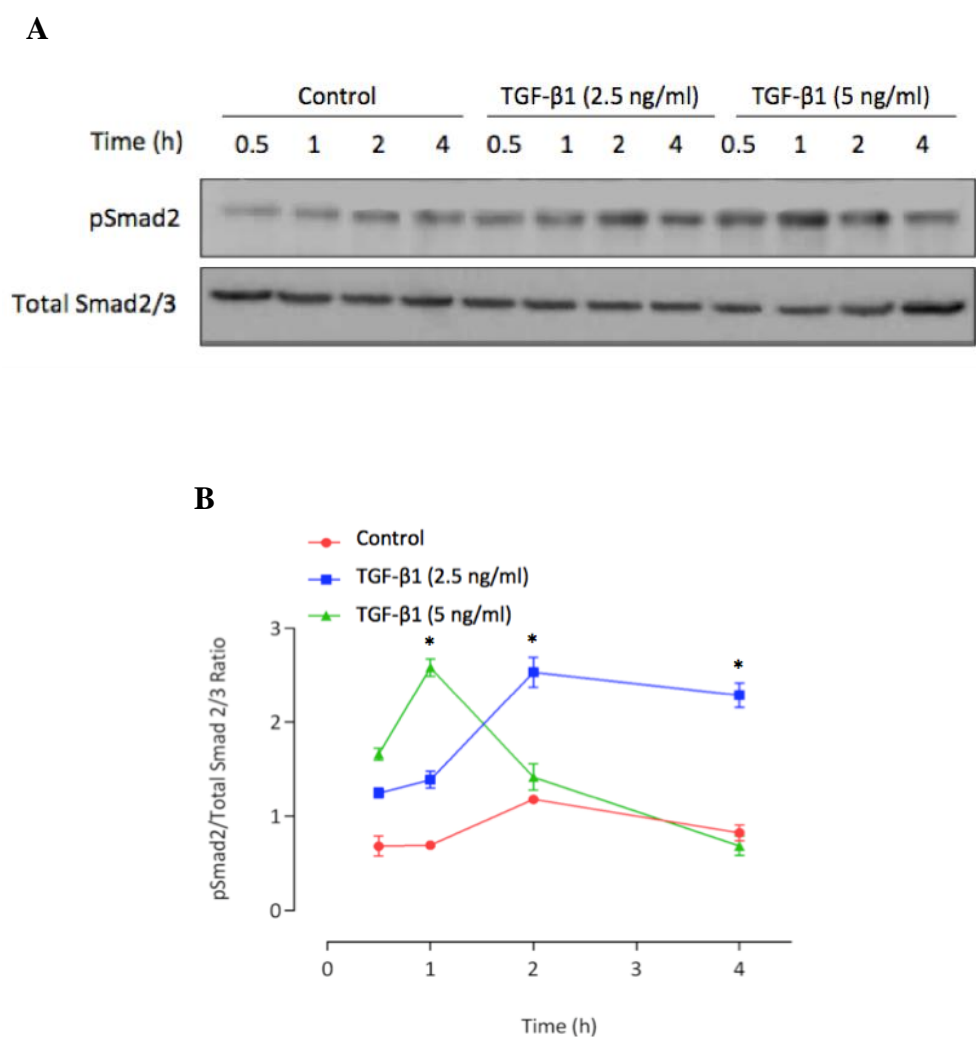 A
Control TGF-β1 (2.5 ng/ml) TGF-β1 (5 ng/ml)
Time (h) 0.5 1 2 4 0.5 1 2 4 0.5 1 2 4
pSmad2
Total Smad2/3
B
Control
TGF-β1 (2.5 ng/ml)
TGF-β1 (5 ng/ml)
* * *
pSmad2/Total Smad 2/3 Ratio
3
2
1
0
0 1 2 3 4
Time (h)